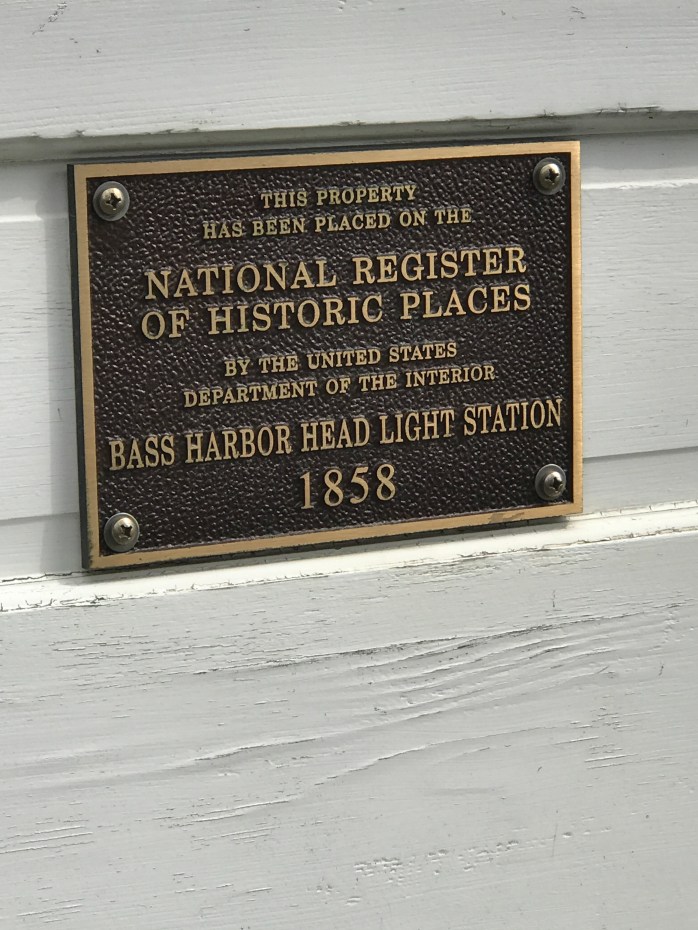 THIS PROPERTY
HAS BEEN PLACED ON THE
NATIONAL REGISTER
OF HISTORIC PLACES
BY THE UNITED STATES
DEPARTMENT OF THE INTERIOR
BASS HARBOR HEAD LIGHT STATION
1858